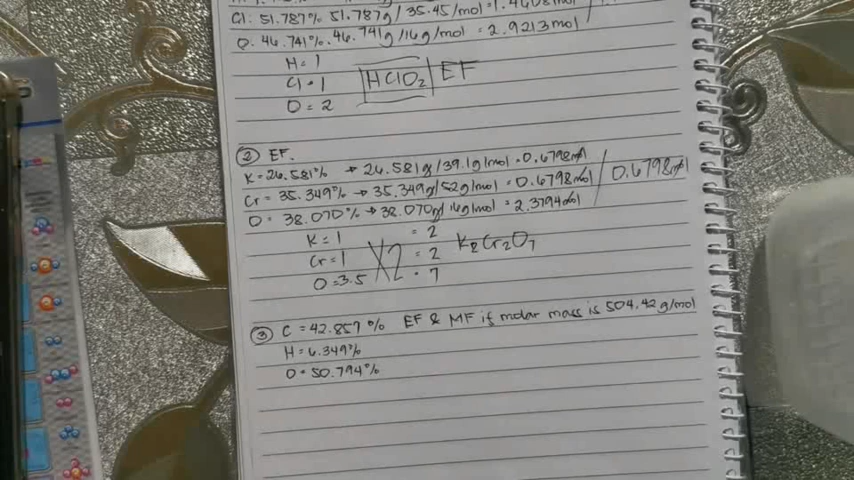 Cl: 51.787% 51.787g/35.45/mol = 1.4608mol
O. 46.741%. 46.741g/16g/mol = 2.9213mol
H = 1
Cl = 1
O = 2
HClO₂ EF
② EF.
K = 26.581% → 26.581g/39.1g/mol = 0.6798mol
Cr = 35.349% → 35.349g/52g/mol = 0.6798mol / 0.6798mol
O = 38.070% → 38.070g/16g/mol = 2.3794mol
K = 1 = 2
Cr = 1 X2 = 2 K₂Cr₂O₇
O = 3.5 = 7
③ C = 42.857% EF & MF if molar mass is 504.42 g/mol
H = 6.349%
O = 50.794%